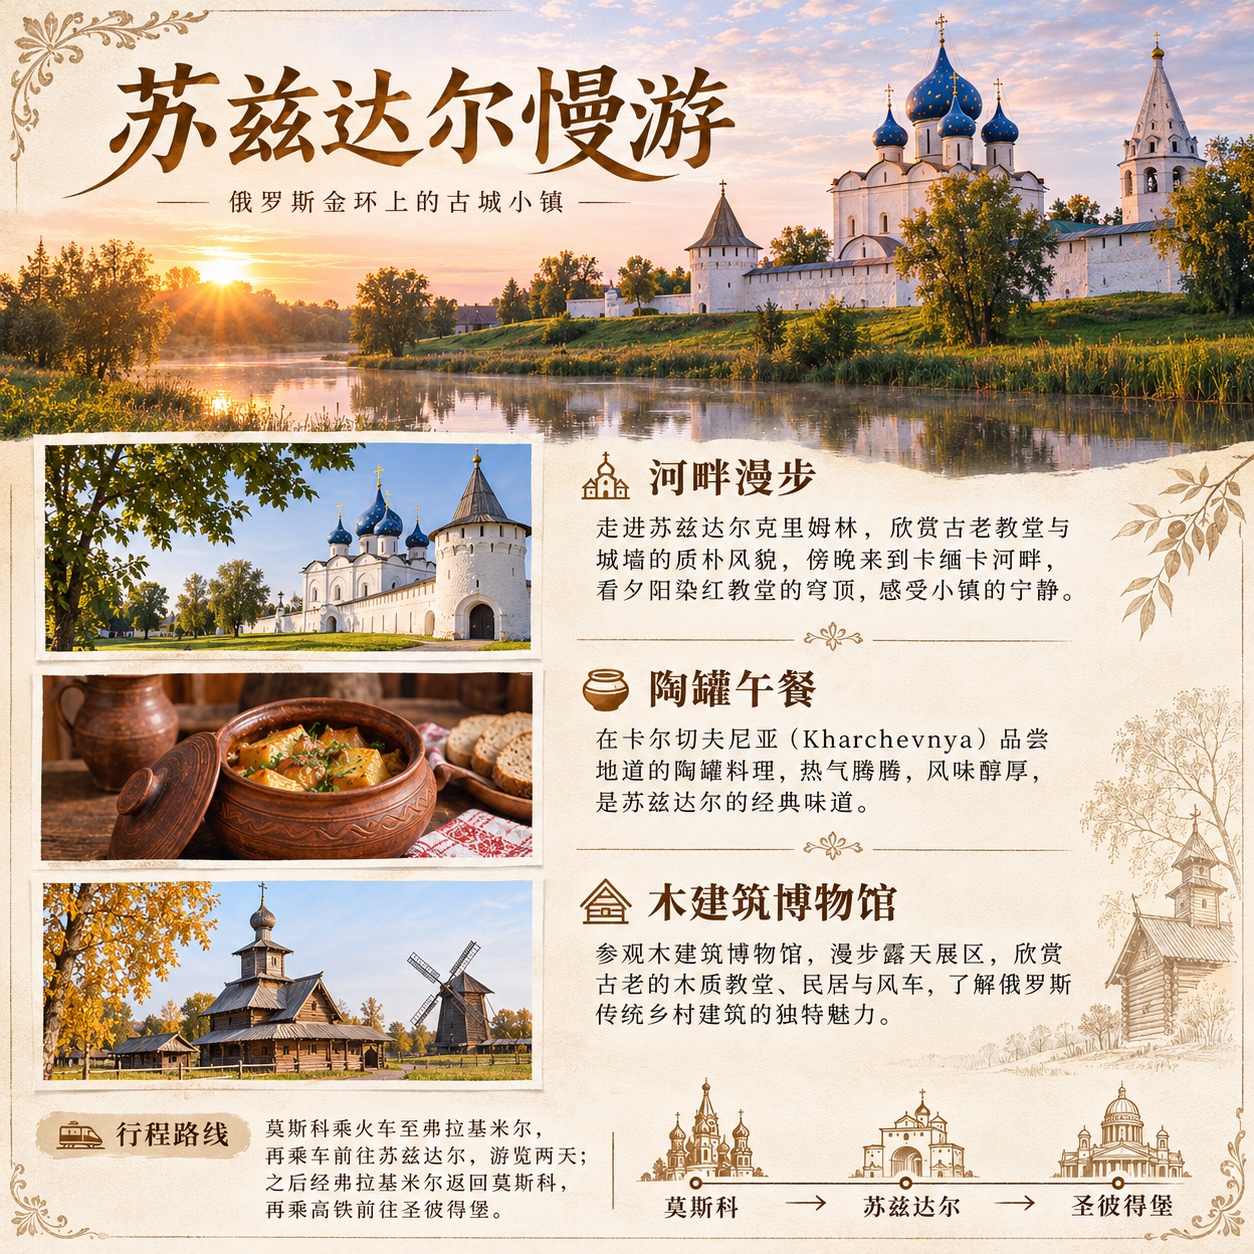 苏兹达尔慢游
俄罗斯金环上的古城小镇
河畔漫步
走进苏兹达尔克里姆林，欣赏古老教堂与
城墙的质朴风貌，傍晚来到卡缅卡河畔，
看夕阳染红教堂的穹顶，感受小镇的宁静。
陶罐午餐
在卡尔切夫尼亚（Kharchevnya）品尝
地道的陶罐料理，热气腾腾，风味醇厚，
是苏兹达尔的经典味道。
木建筑博物馆
参观木建筑博物馆，漫步露天展区，欣赏
古老的木质教堂、民居与风车，了解俄罗斯
传统乡村建筑的独特魅力。
行程路线
莫斯科乘火车至弗拉基米尔，
再乘车前往苏兹达尔，游览两天；
之后经弗拉基米尔返回莫斯科，
再乘高铁前往圣彼得堡。
莫斯科
苏兹达尔
圣彼得堡